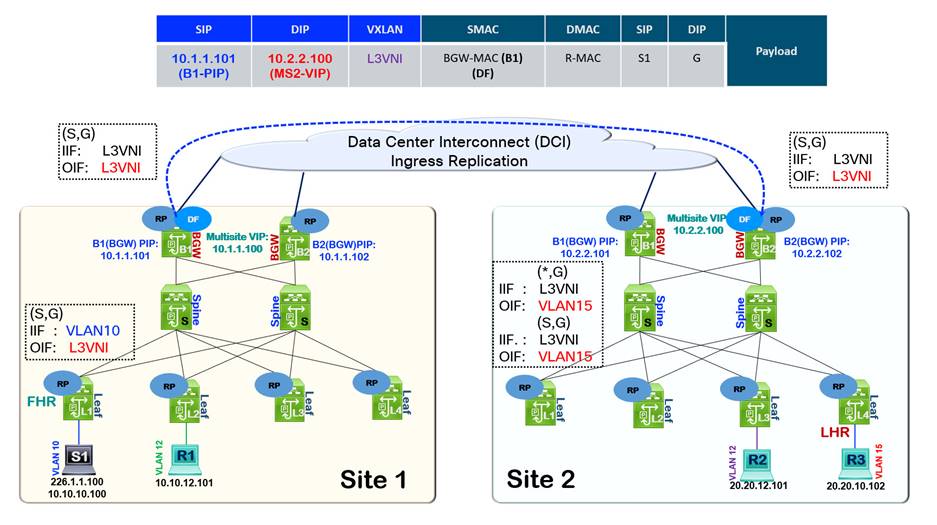 SIP DIP VXLAN SMAC DMAC SIP DIP Payload
10.1.1.101 10.2.2.100 L3VNI BGW-MAC (B1) R-MAC S1 G
(B1-PIP) (MS2-VIP) (DF)
Data Center Interconnect (DCI)
Ingress Replication
(S,G)
IIF: L3VNI
OIF: L3VNI
(S,G)
IIF: L3VNI
OIF: L3VNI
RP DF
B1
BGW
B1(BGW) PIP:
10.1.1.101
Multisite VIP:
10.1.1.100
RP
B2
BGW
B2(BGW)PIP:
10.1.1.102
RP
B1
BGW
B1(BGW) PIP:
10.2.2.101
Multisite VIP:
10.2.2.100
DF RP
B2
BGW
B2(BGW) PIP:
10.2.2.102
S
Spine
S
Spine
S
Spine
S
Spine
(S,G)
IIF : VLAN10
OIF: L3VNI
(*,G)
IIF : L3VNI
OIF: VLAN15
(S,G)
IIF. : L3VNI
OIF: VLAN15
FHR
RP
L1
Leaf
RP
L2
Leaf
RP
L3
Leaf
RP
L4
Leaf
RP
L1
Leaf
RP
L2
Leaf
RP
L3
Leaf
RP
L4
Leaf
LHR
VLAN 10
S1
226.1.1.100
10.10.10.100
VLAN 12
R1
10.10.12.101
Site 1
Site 2
VLAN 12
R2
20.20.12.101
VLAN 15
R3
20.20.10.102